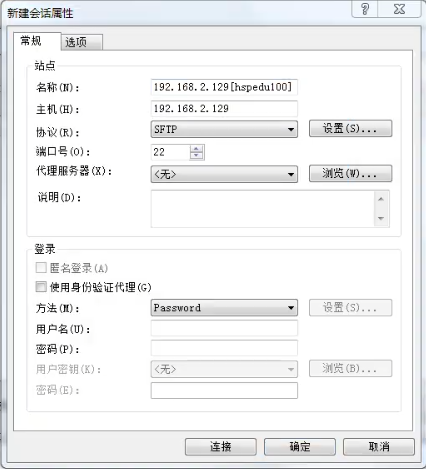 新建会话属性
常规 选项
站点
名称(N): 192.168.2.129[hspedu100]
主机(H): 192.168.2.129
协议(R): SFTP 设置(S)...
端口号(O): 22
代理服务器(X): <无> 浏览(W)...
说明(D):
登录
匿名登录(A)
使用身份验证代理(G)
方法(M): Password 设置(S)...
用户名(U):
密码(P):
用户密钥(K): <无> 浏览(B)...
密码(E):
连接 确定 取消